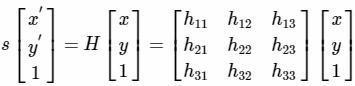 s [x' y' 1] = H [x y 1] = [h11 h12 h13 h21 h22 h23 h31 h32 h33] [x y 1]